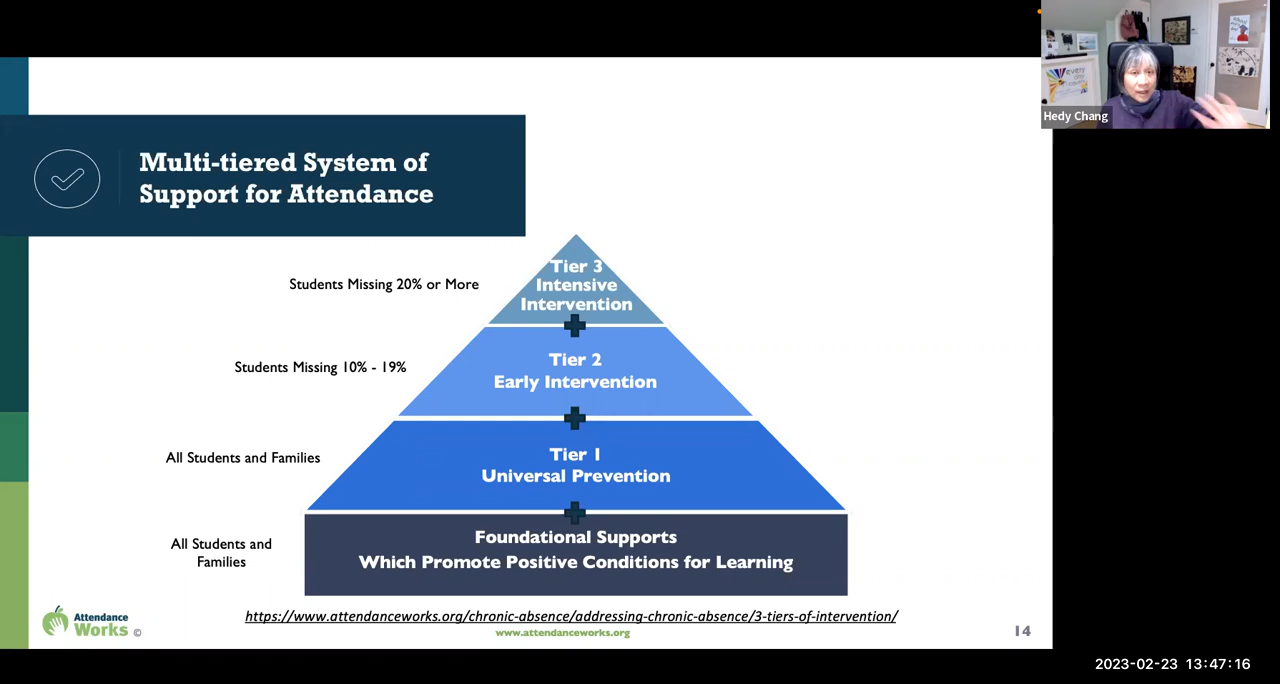 Hedy Chang
Multi-tiered System of
Support for Attendance
Students Missing 20% or More
Tier 3
Intensive
Intervention
Students Missing 10% - 19%
Tier 2
Early Intervention
All Students and Families
Tier 1
Universal Prevention
All Students and
Families
Foundational Supports
Which Promote Positive Conditions for Learning
https://www.attendanceworks.org/chronic-absence/addressing-chronic-absence/3-tiers-of-intervention/
Attendance
Works ©
www.attendanceworks.org
14
2023-02-23 13:47:16